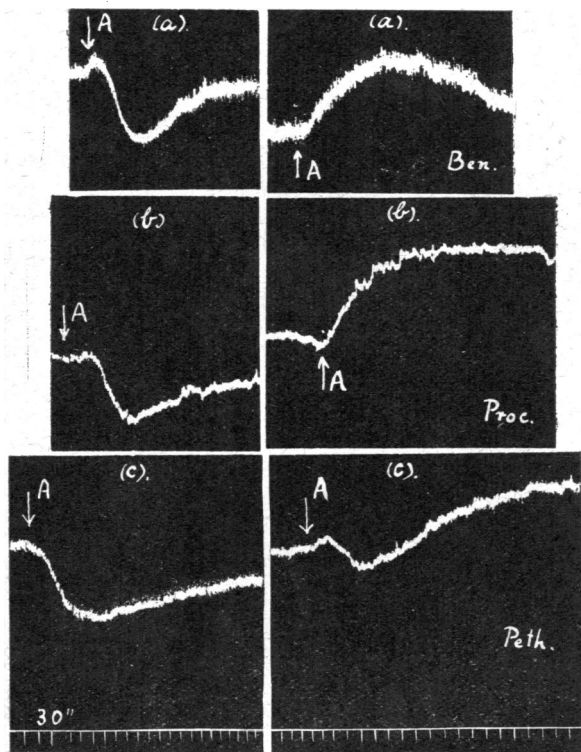 A (a). (a).
A
Ben.
(b) (b).
A
A
Proc.
(c). (c).
A A
Peth.
30"